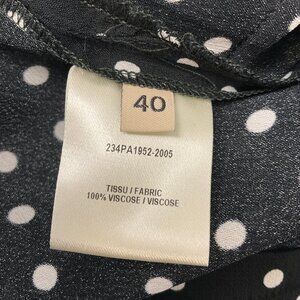 40
234PA1952-2005
TISSU / FABRIC
100% VISCOSE / VISCOSE